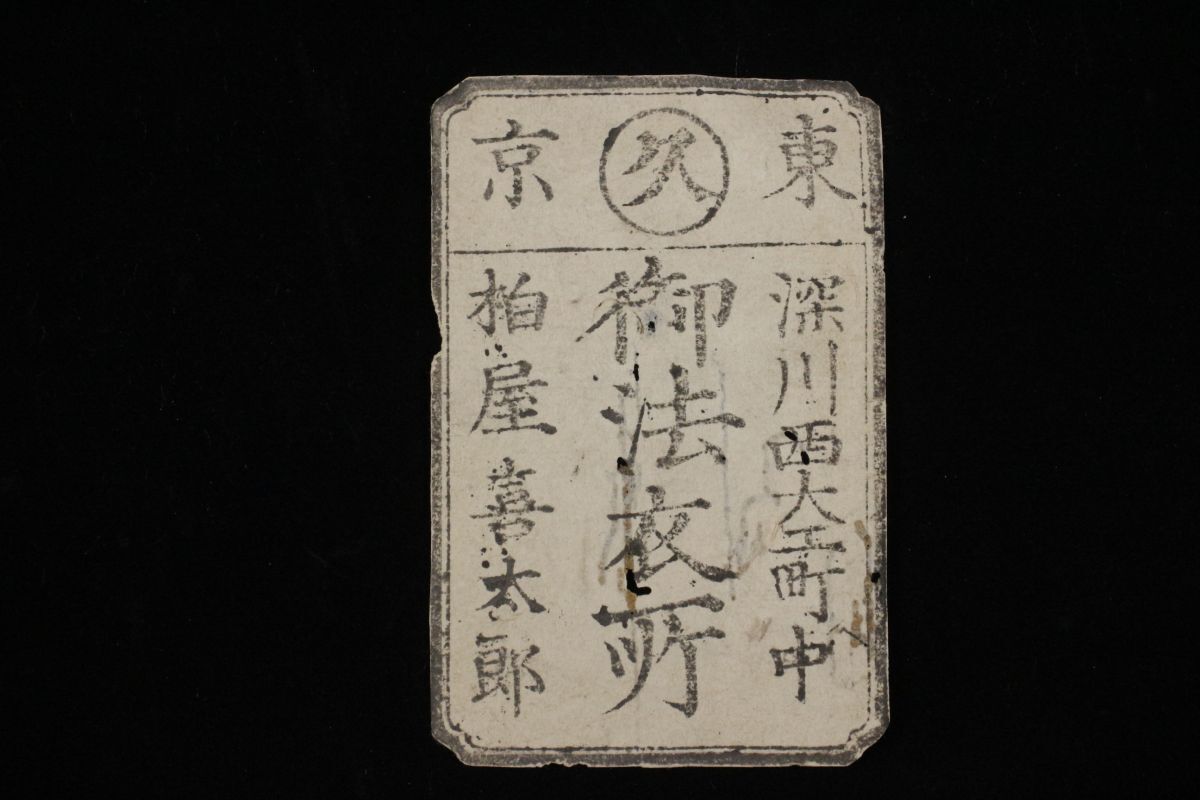 東 久 京
深川西大工町中
御法衣所
柏屋喜太郎